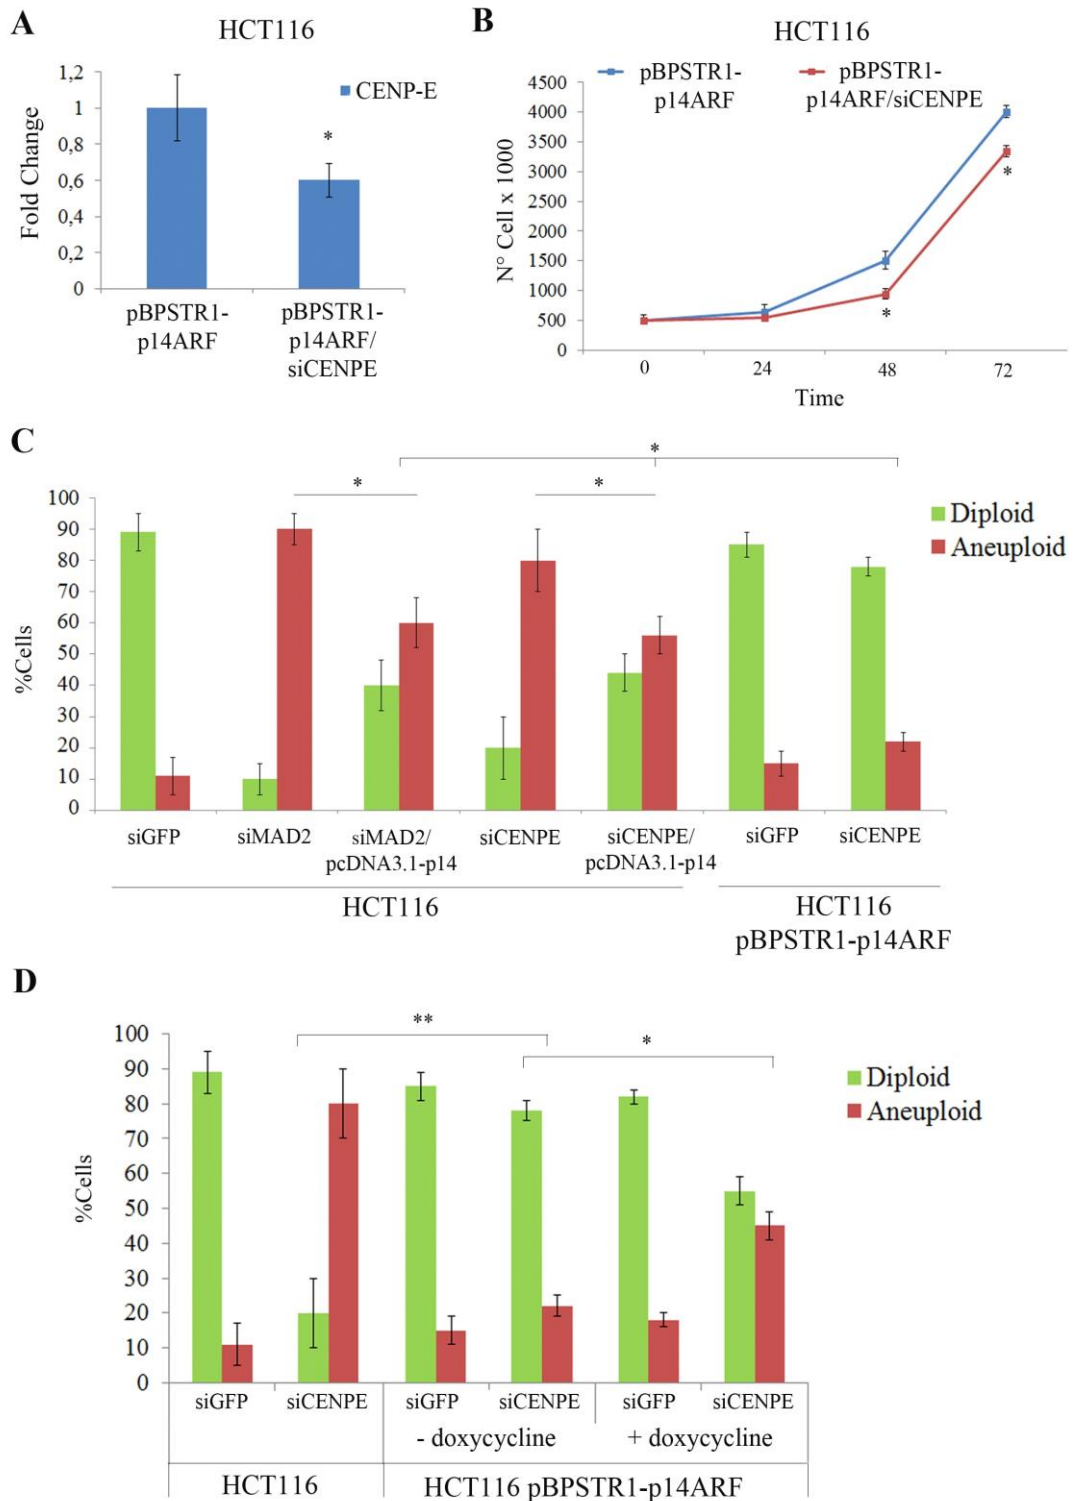 A
HCT116
1,2
1
0,8
0,6
0,4
0,2
0
Fold Change
CENP-E
*
pBPSTR1-
p14ARF
pBPSTR1-
p14ARF/
siCENPE
B
HCT116
pBPSTR1-
p14ARF
pBPSTR1-
p14ARF/siCENPE
4500
4000
3500
3000
2500
2000
1500
1000
500
0
N° Cell x 1000
*
*
0 24 48 72
Time
C
*
* *
100
90
80
70
60
50
40
30
20
10
0
%Cells
Diploid
Aneuploid
siGFP siMAD2 siMAD2/ siCENPE siCENPE/ siGFP siCENPE
pcDNA3.1-p14 pcDNA3.1-p14
HCT116 HCT116
pBPSTR1-p14ARF
D
** *
100
90
80
70
60
50
40
30
20
10
0
%Cells
Diploid
Aneuploid
siGFP siCENPE siGFP siCENPE siGFP siCENPE
- doxycycline + doxycycline
HCT116 HCT116 pBPSTR1-p14ARF